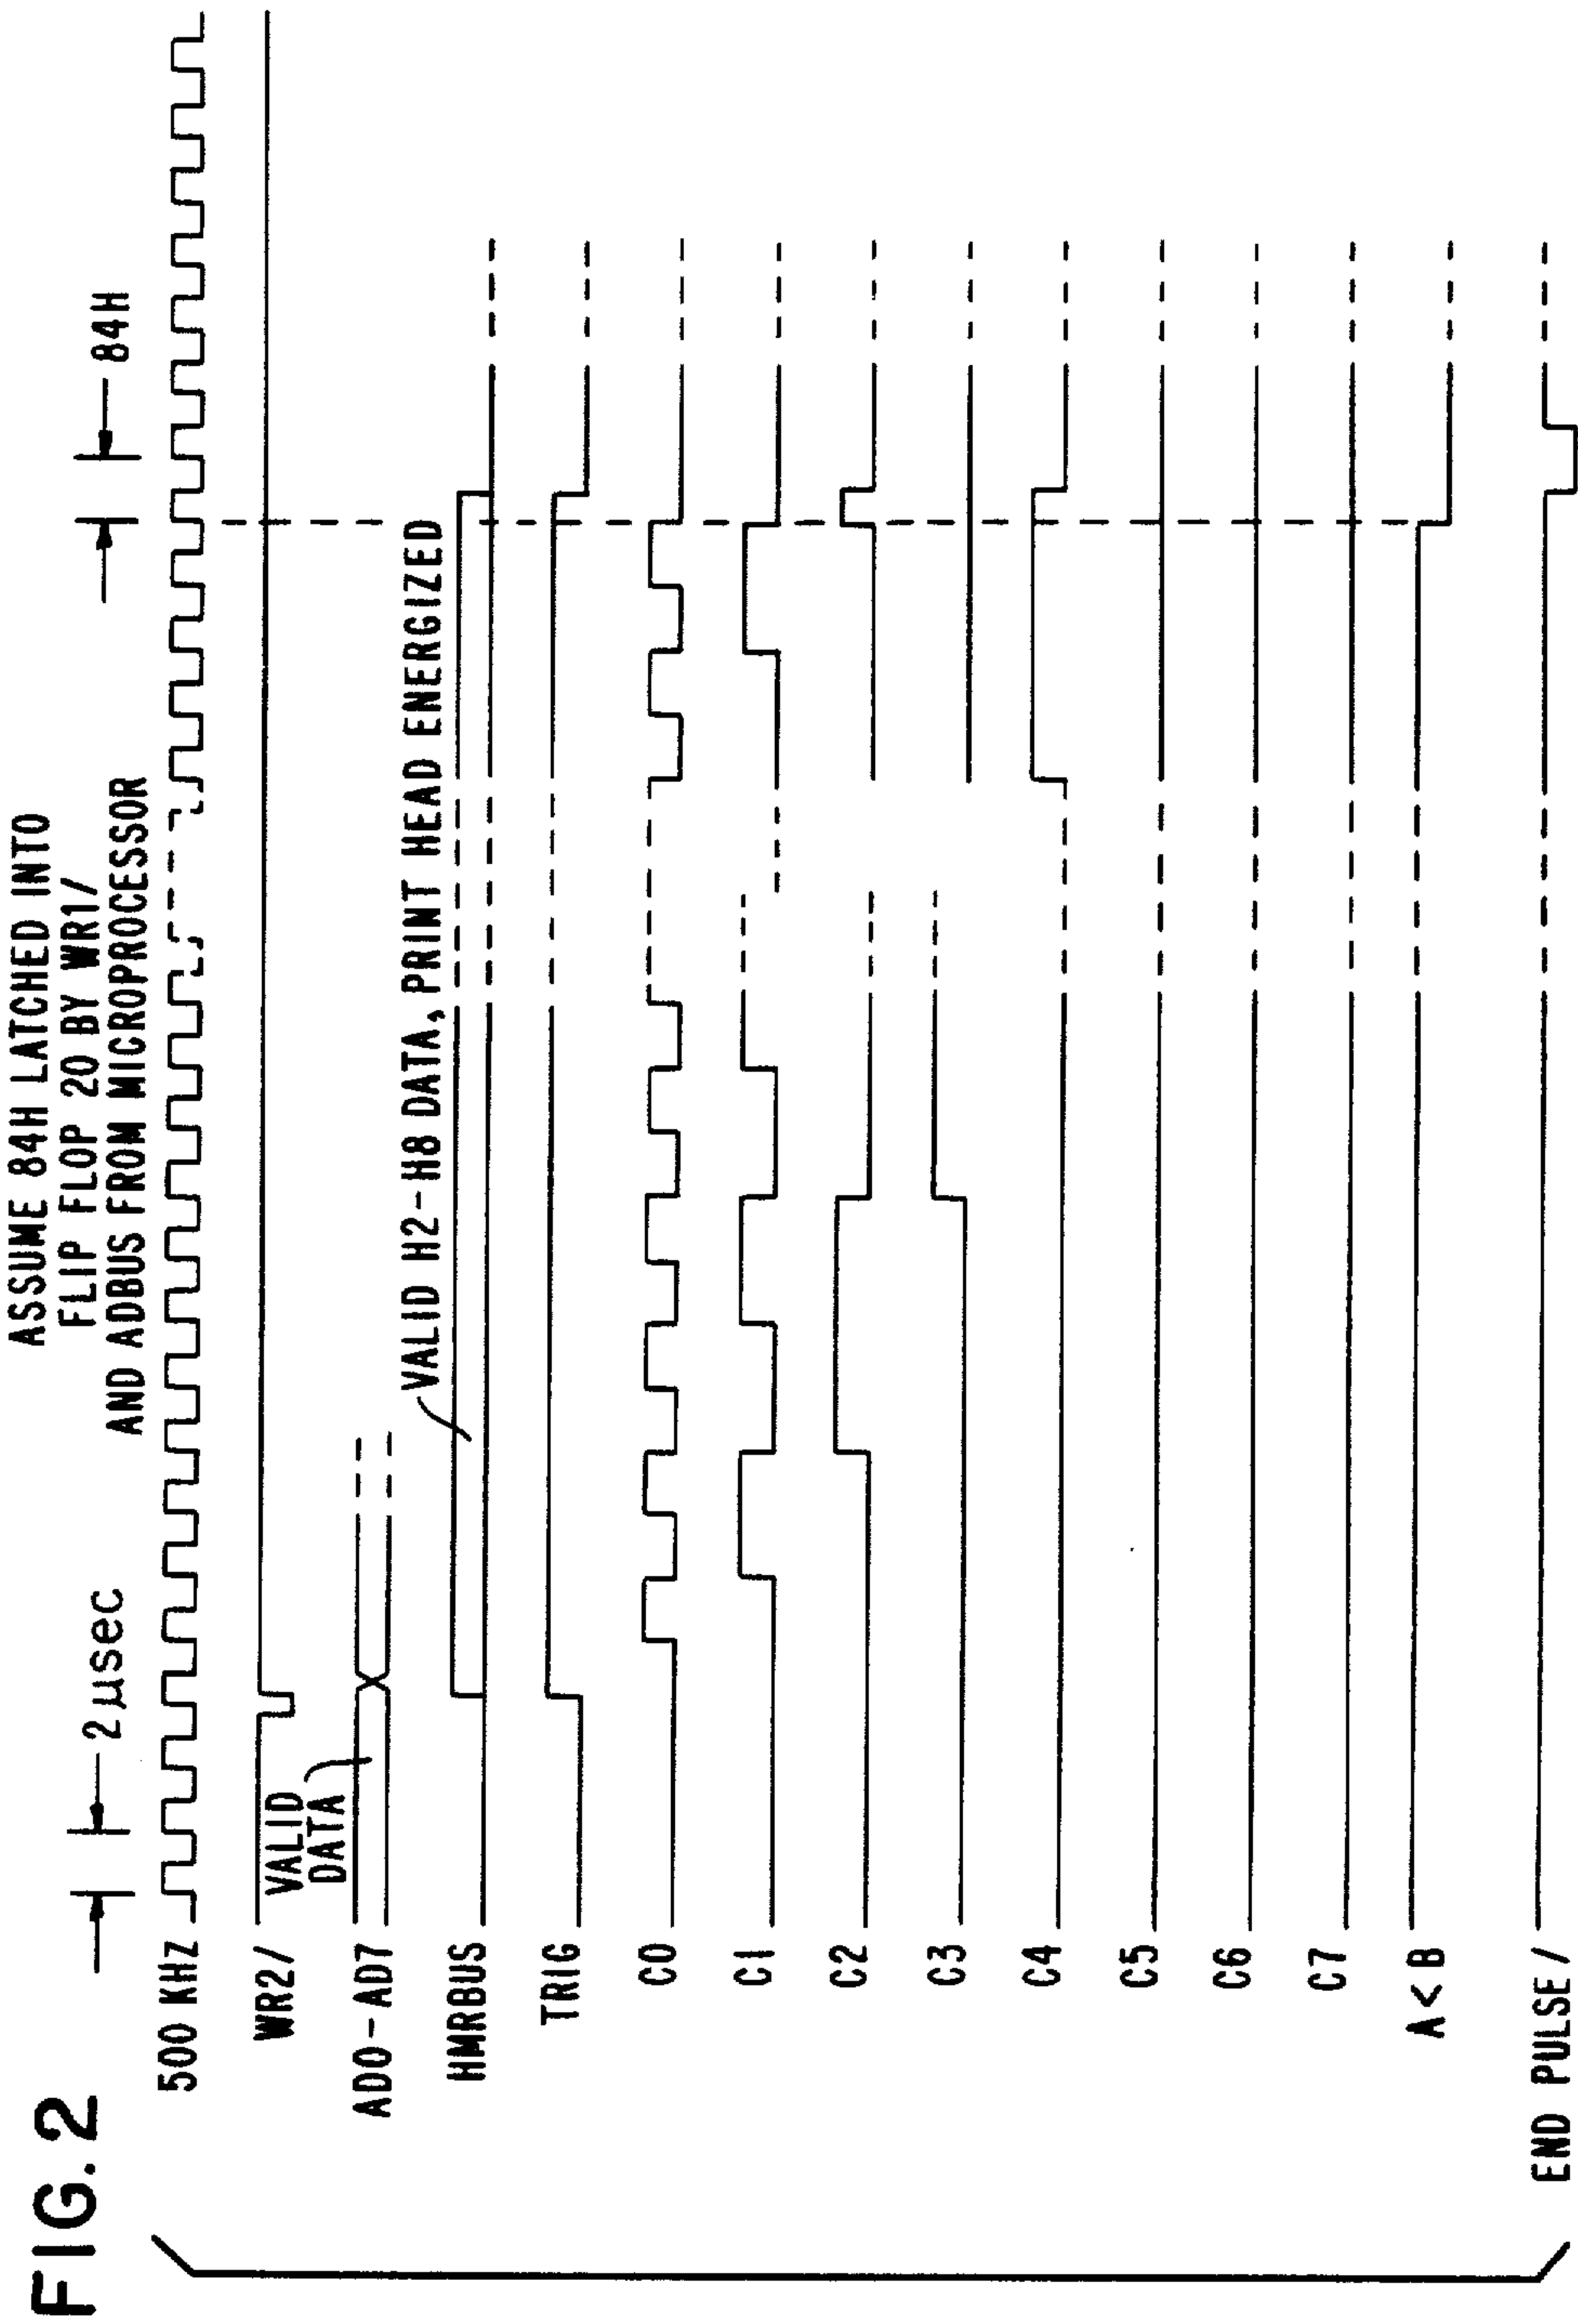 FIG. 2
ASSUME 84H LATCHED INTO
FLIP FLOP 20 BY WR1/
AND ADBUS FROM MICROPROCESSOR
2 µsec
84H
500 KHZ
WR2/
VALID
DATA
AD0-AD7
VALID H2-H8 DATA, PRINT HEAD ENERGIZED
HMRBUS
TRIG
C0
C1
C2
C3
C4
C5
C6
C7
A < B
END PULSE /